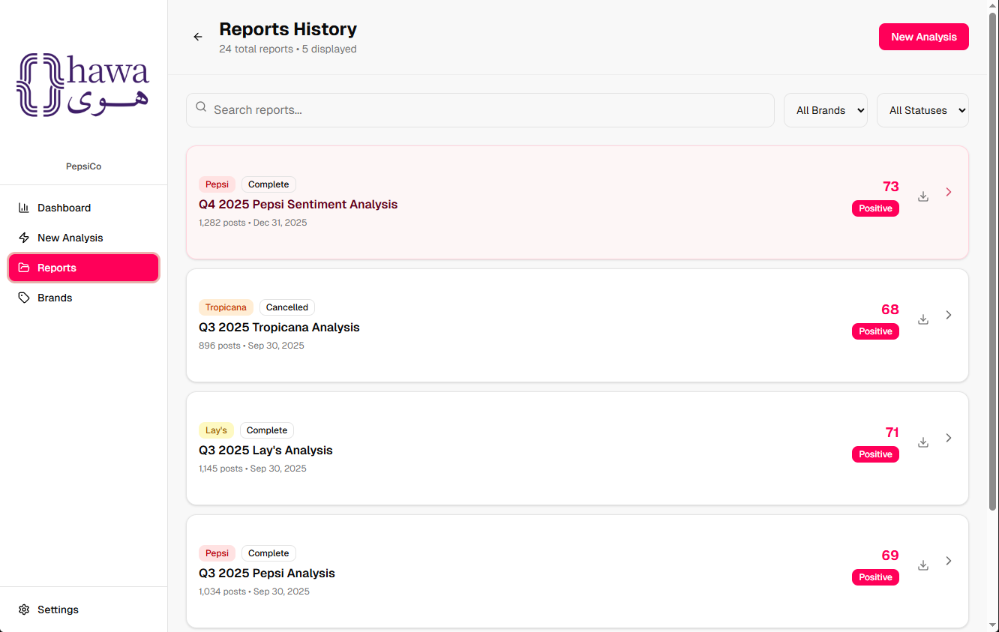 hawa
هوى
PepsiCo
Dashboard
New Analysis
Reports
Brands
Settings
Reports History
24 total reports • 5 displayed
New Analysis
Search reports...
All Brands
All Statuses
Pepsi
Complete
Q4 2025 Pepsi Sentiment Analysis
1,282 posts • Dec 31, 2025
73
Positive
Tropicana
Cancelled
Q3 2025 Tropicana Analysis
896 posts • Sep 30, 2025
68
Positive
Lay's
Complete
Q3 2025 Lay's Analysis
1,145 posts • Sep 30, 2025
71
Positive
Pepsi
Complete
Q3 2025 Pepsi Analysis
1,034 posts • Sep 30, 2025
69
Positive